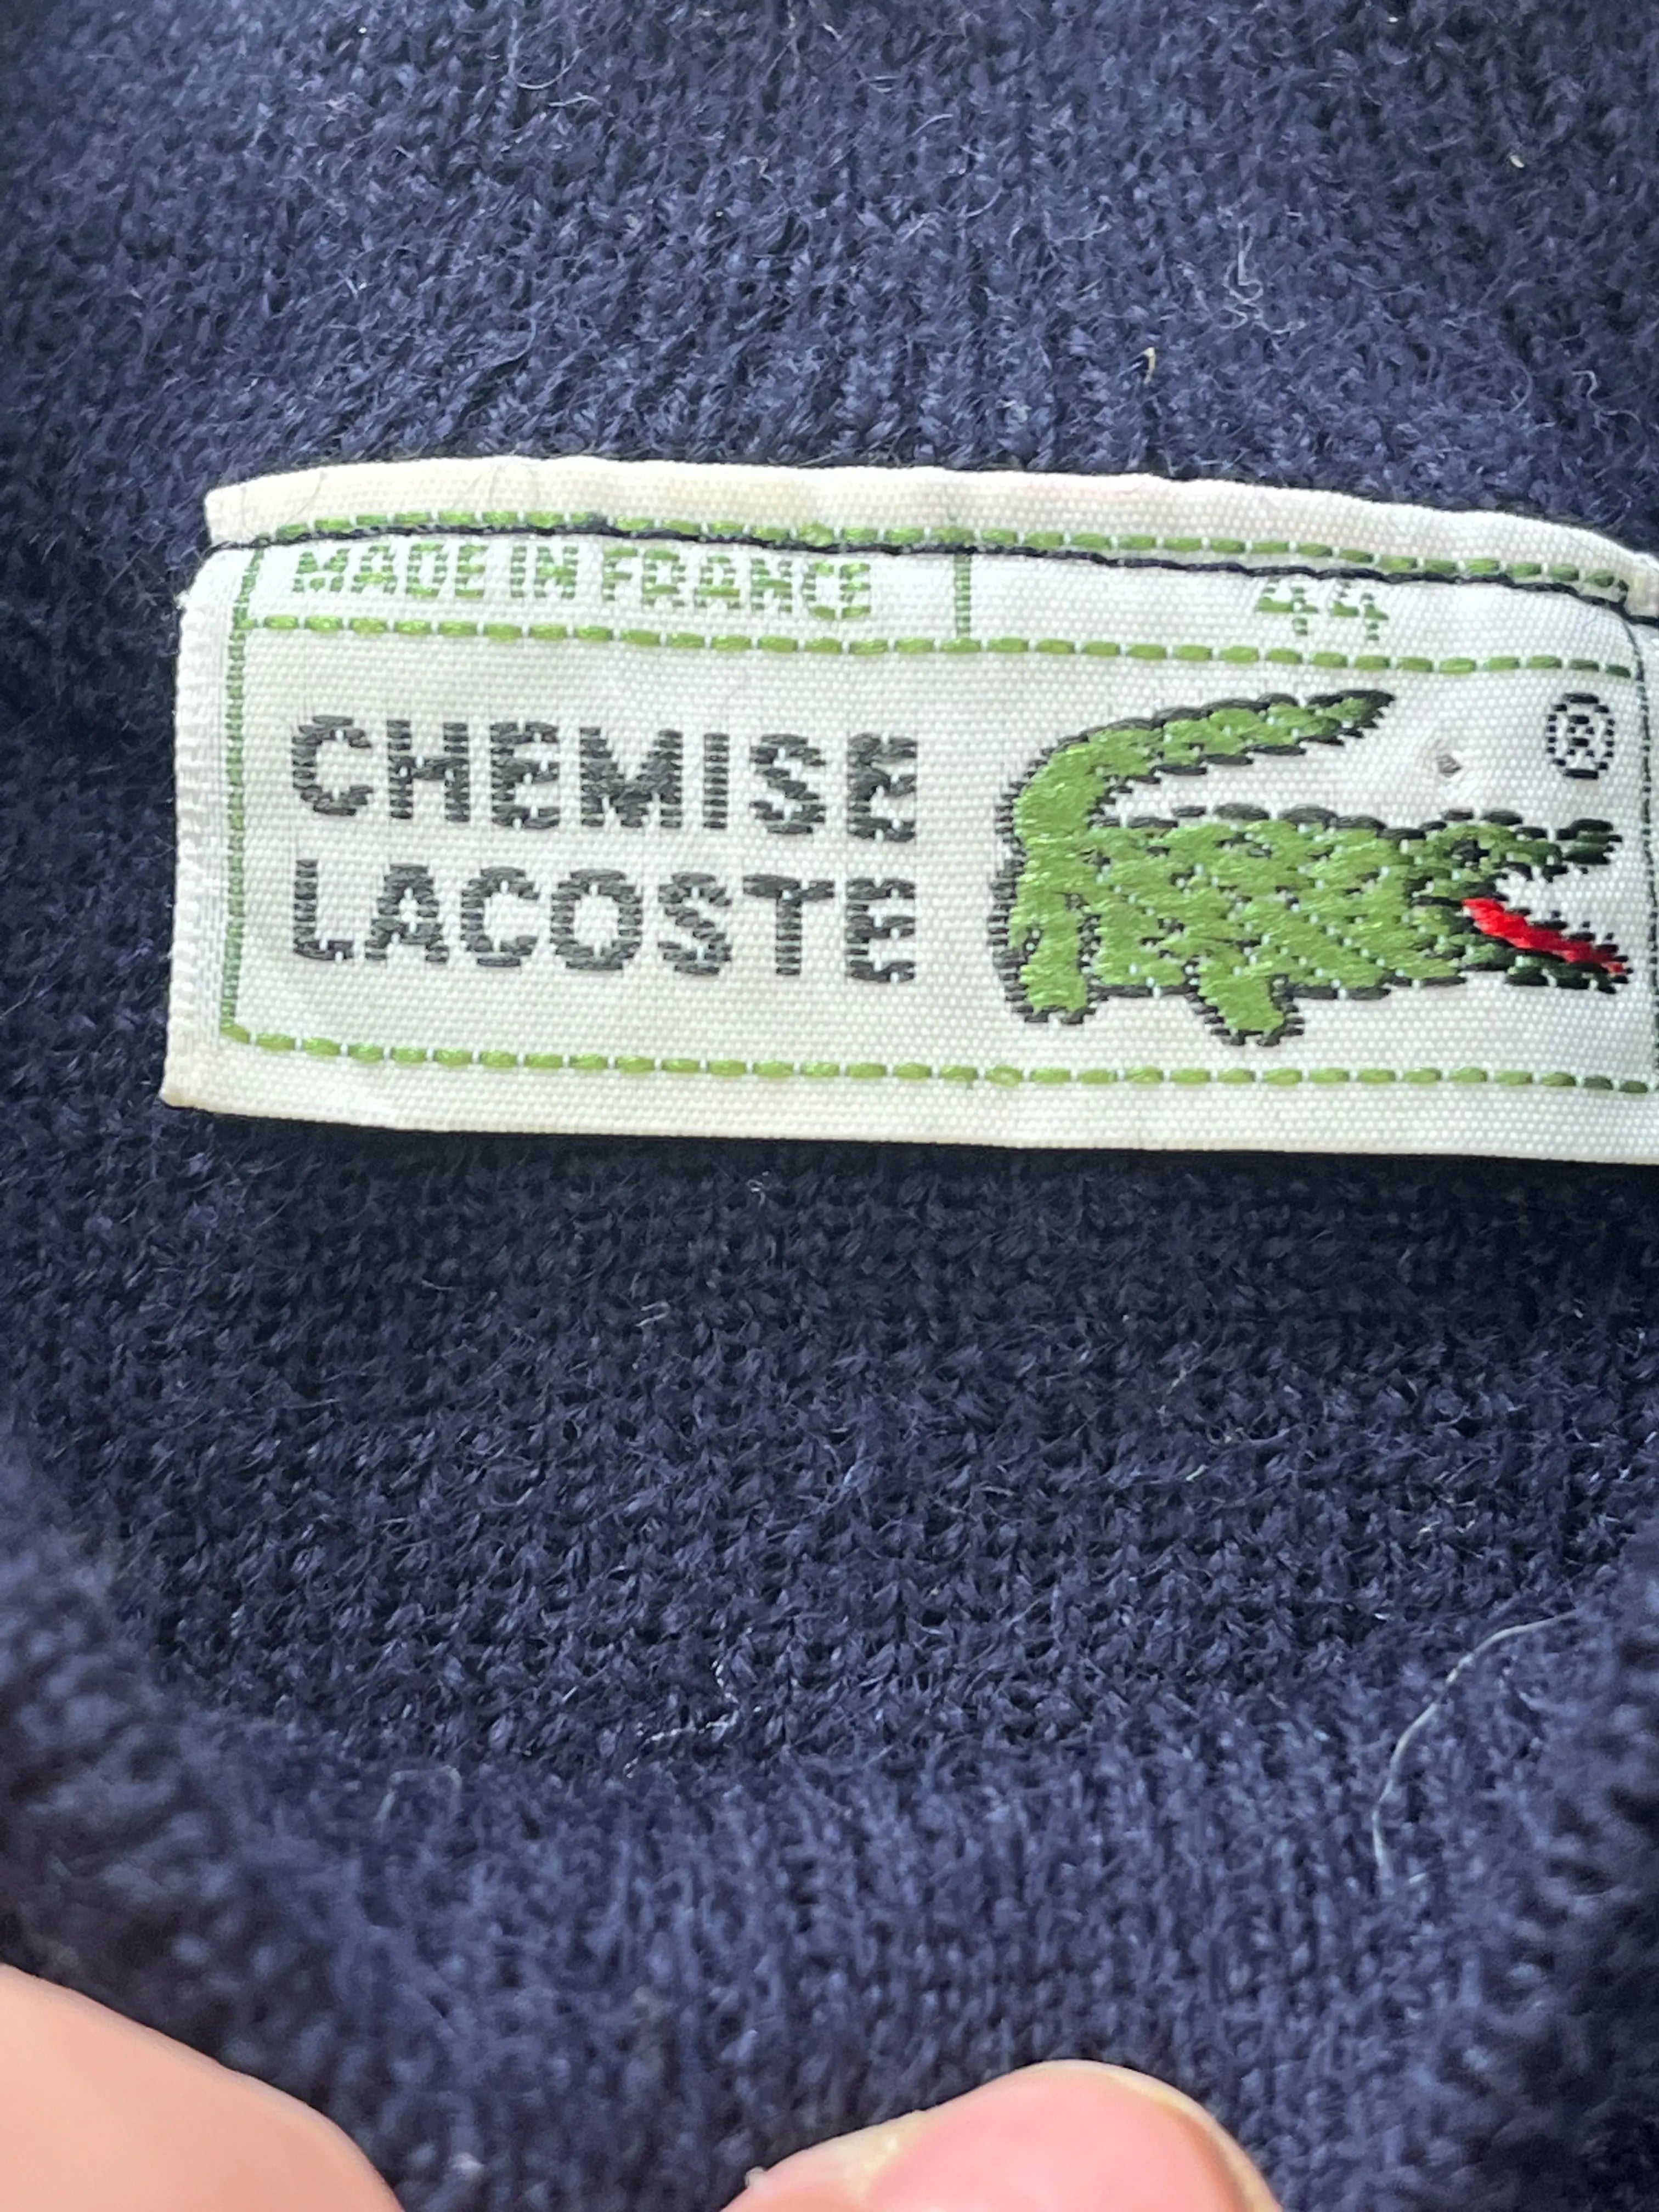 MADE IN FRANCE 44
CHEMISE
LACOSTE
®